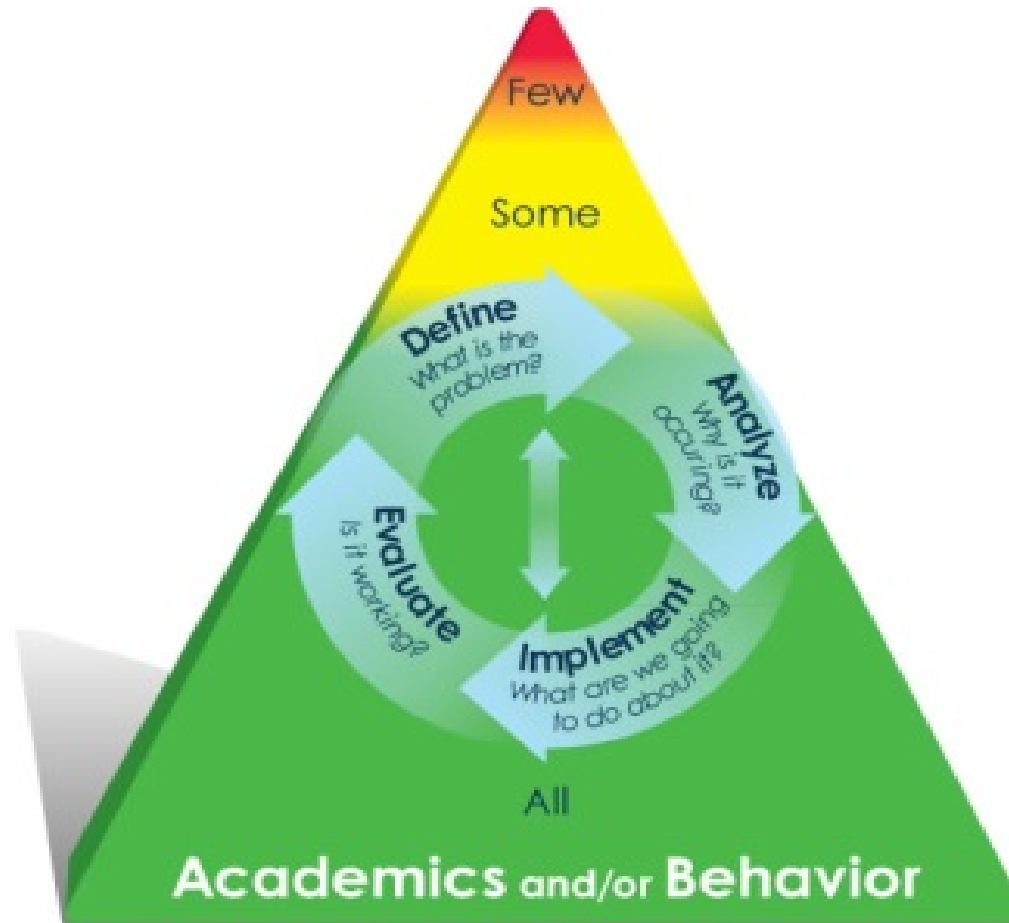 Few
Some
Define
What is the
problem?
Analyze
Why is it
occuring?
Implement
What are we going
to do about it?
Evaluate
Is it working?
All
Academics and/or Behavior